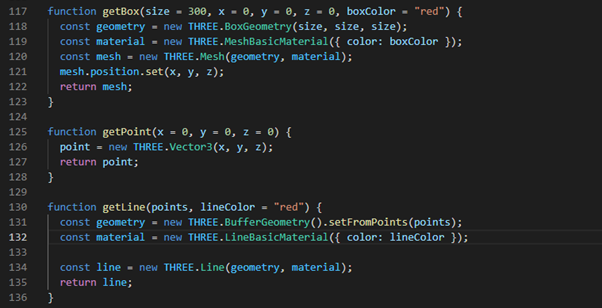 117 function getBox(size = 300, x = 0, y = 0, z = 0, boxColor = "red") {
118   const geometry = new THREE.BoxGeometry(size, size, size);
119   const material = new THREE.MeshBasicMaterial({ color: boxColor });
120   const mesh = new THREE.Mesh(geometry, material);
121   mesh.position.set(x, y, z);
122   return mesh;
123 }
124
125 function getPoint(x = 0, y = 0, z = 0) {
126   point = new THREE.Vector3(x, y, z);
127   return point;
128 }
129
130 function getLine(points, lineColor = "red") {
131   const geometry = new THREE.BufferGeometry().setFromPoints(points);
132   const material = new THREE.LineBasicMaterial({ color: lineColor });
133
134   const line = new THREE.Line(geometry, material);
135   return line;
136 }